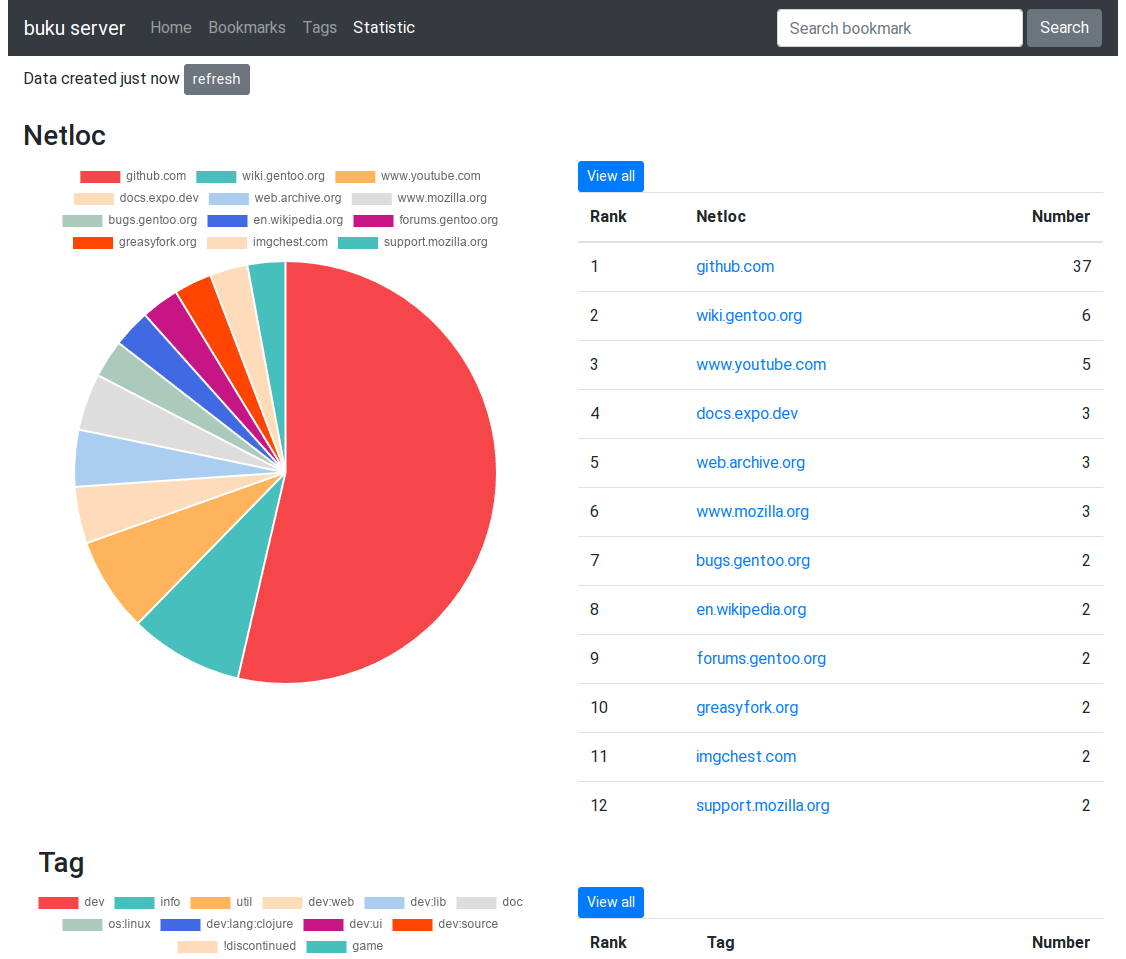 buku server Home Bookmarks Tags Statistic Search bookmark Search
Data created just now refresh
Netloc
github.com wiki.gentoo.org www.youtube.com
docs.expo.dev web.archive.org www.mozilla.org
bugs.gentoo.org en.wikipedia.org forums.gentoo.org
greasyfork.org imgchest.com support.mozilla.org
View all
Rank Netloc Number
1 github.com 37
2 wiki.gentoo.org 6
3 www.youtube.com 5
4 docs.expo.dev 3
5 web.archive.org 3
6 www.mozilla.org 3
7 bugs.gentoo.org 2
8 en.wikipedia.org 2
9 forums.gentoo.org 2
10 greasyfork.org 2
11 imgchest.com 2
12 support.mozilla.org 2
Tag
dev info util dev:web dev:lib doc
os:linux dev:lang:clojure dev:ui dev:source
!discontinued game
View all
Rank Tag Number